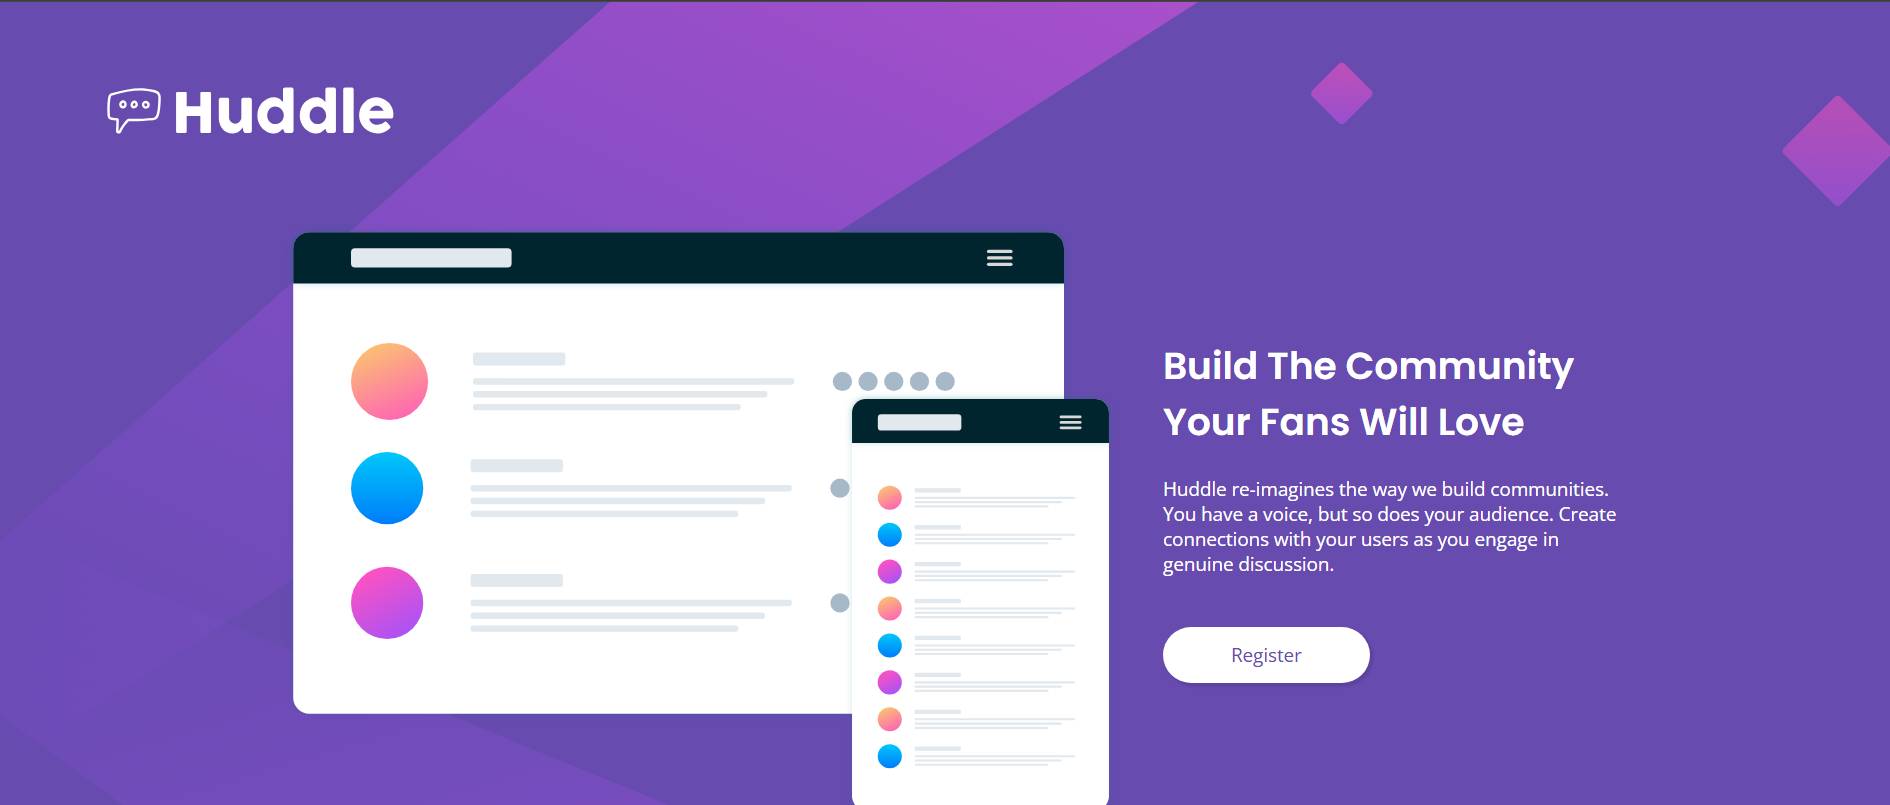 Huddle
Build The Community
Your Fans Will Love
Huddle re-imagines the way we build communities.
You have a voice, but so does your audience. Create
connections with your users as you engage in
genuine discussion.
Register